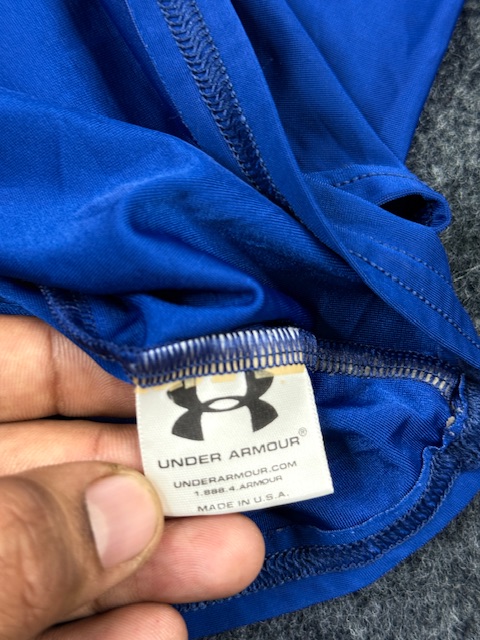 UNDER ARMOUR®
UNDERARMOUR.COM
1.888.4.ARMOUR
MADE IN U.S.A.